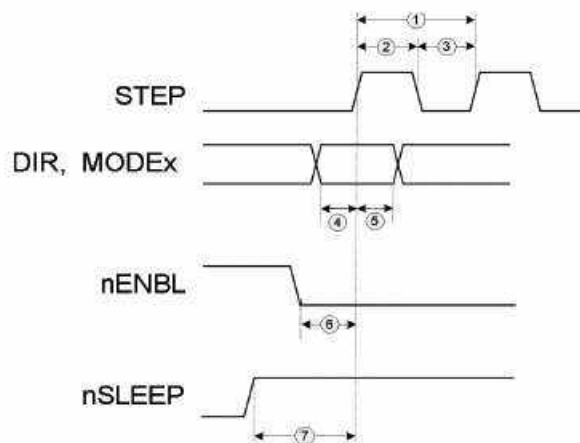 ①
② ③
STEP
DIR, MODEx
④ ⑤
nENBL
⑥
nSLEEP
⑦